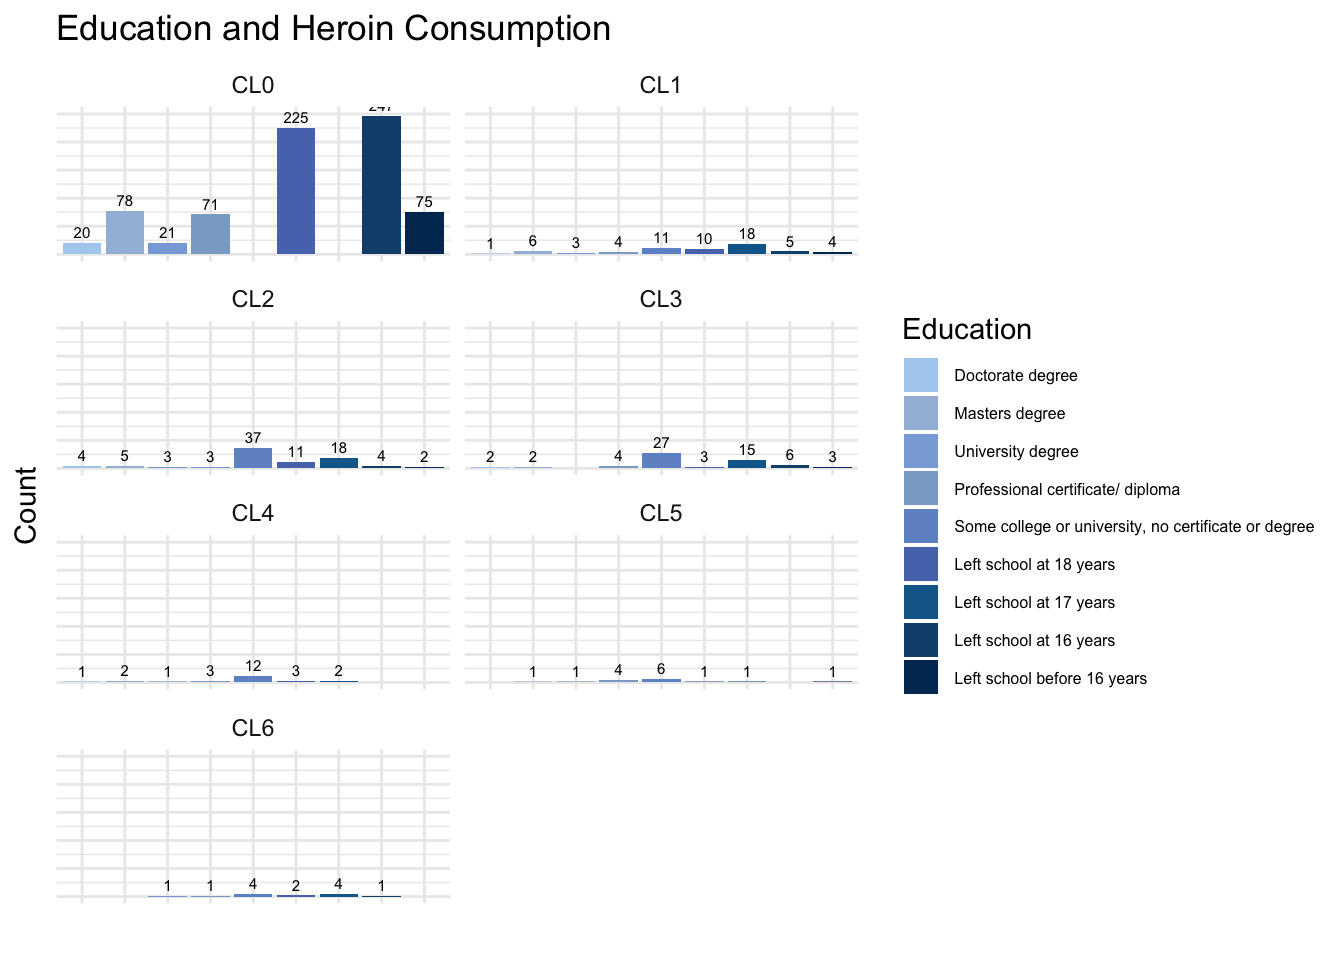 Education and Heroin Consumption
CL0
CL1
225
78
75
71
20
21
1
6
3
4
11
10
18
5
4
CL2
CL3
4
5
3
3
37
11
18
4
2
2
2
4
27
3
15
6
3
Count
CL4
CL5
1
2
1
3
12
3
2
1
1
4
6
1
1
1
CL6
1
1
4
2
4
1
Education
Doctorate degree
Masters degree
University degree
Professional certificate/ diploma
Some college or university, no certificate or degree
Left school at 18 years
Left school at 17 years
Left school at 16 years
Left school before 16 years